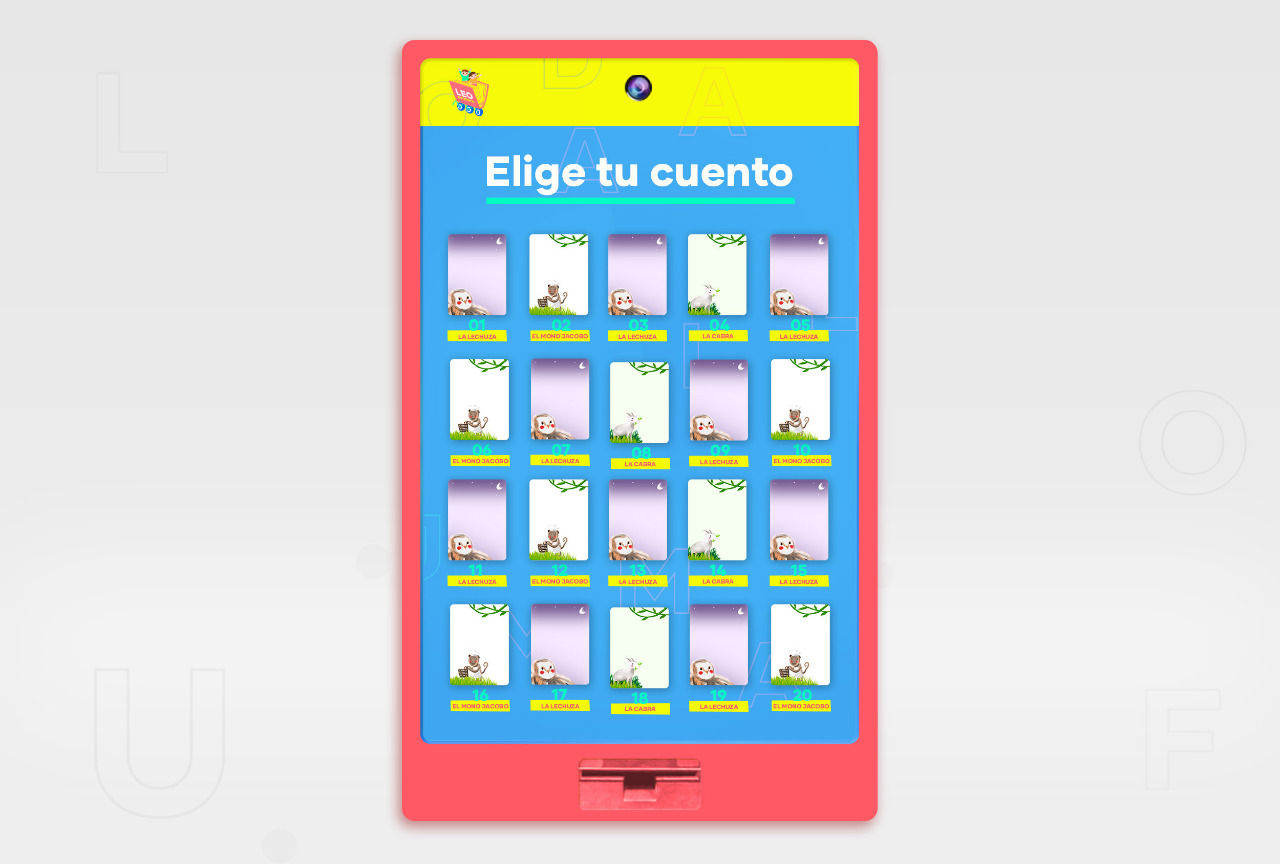 LEO
Elige tu cuento
01 02 03 04 05
LA LECHUZA EL MONO JACOBO LA LECHUZA LA CABRA LA LECHUZA
06 07 08 09 10
EL MONO JACOBO LA LECHUZA LA CABRA LA LECHUZA EL MONO JACOBO
11 12 13 14 15
LA LECHUZA EL MONO JACOBO LA LECHUZA LA CABRA LA LECHUZA
16 17 18 19 20
EL MONO JACOBO LA LECHUZA LA CABRA LA LECHUZA EL MONO JACOBO
L
O
U
F